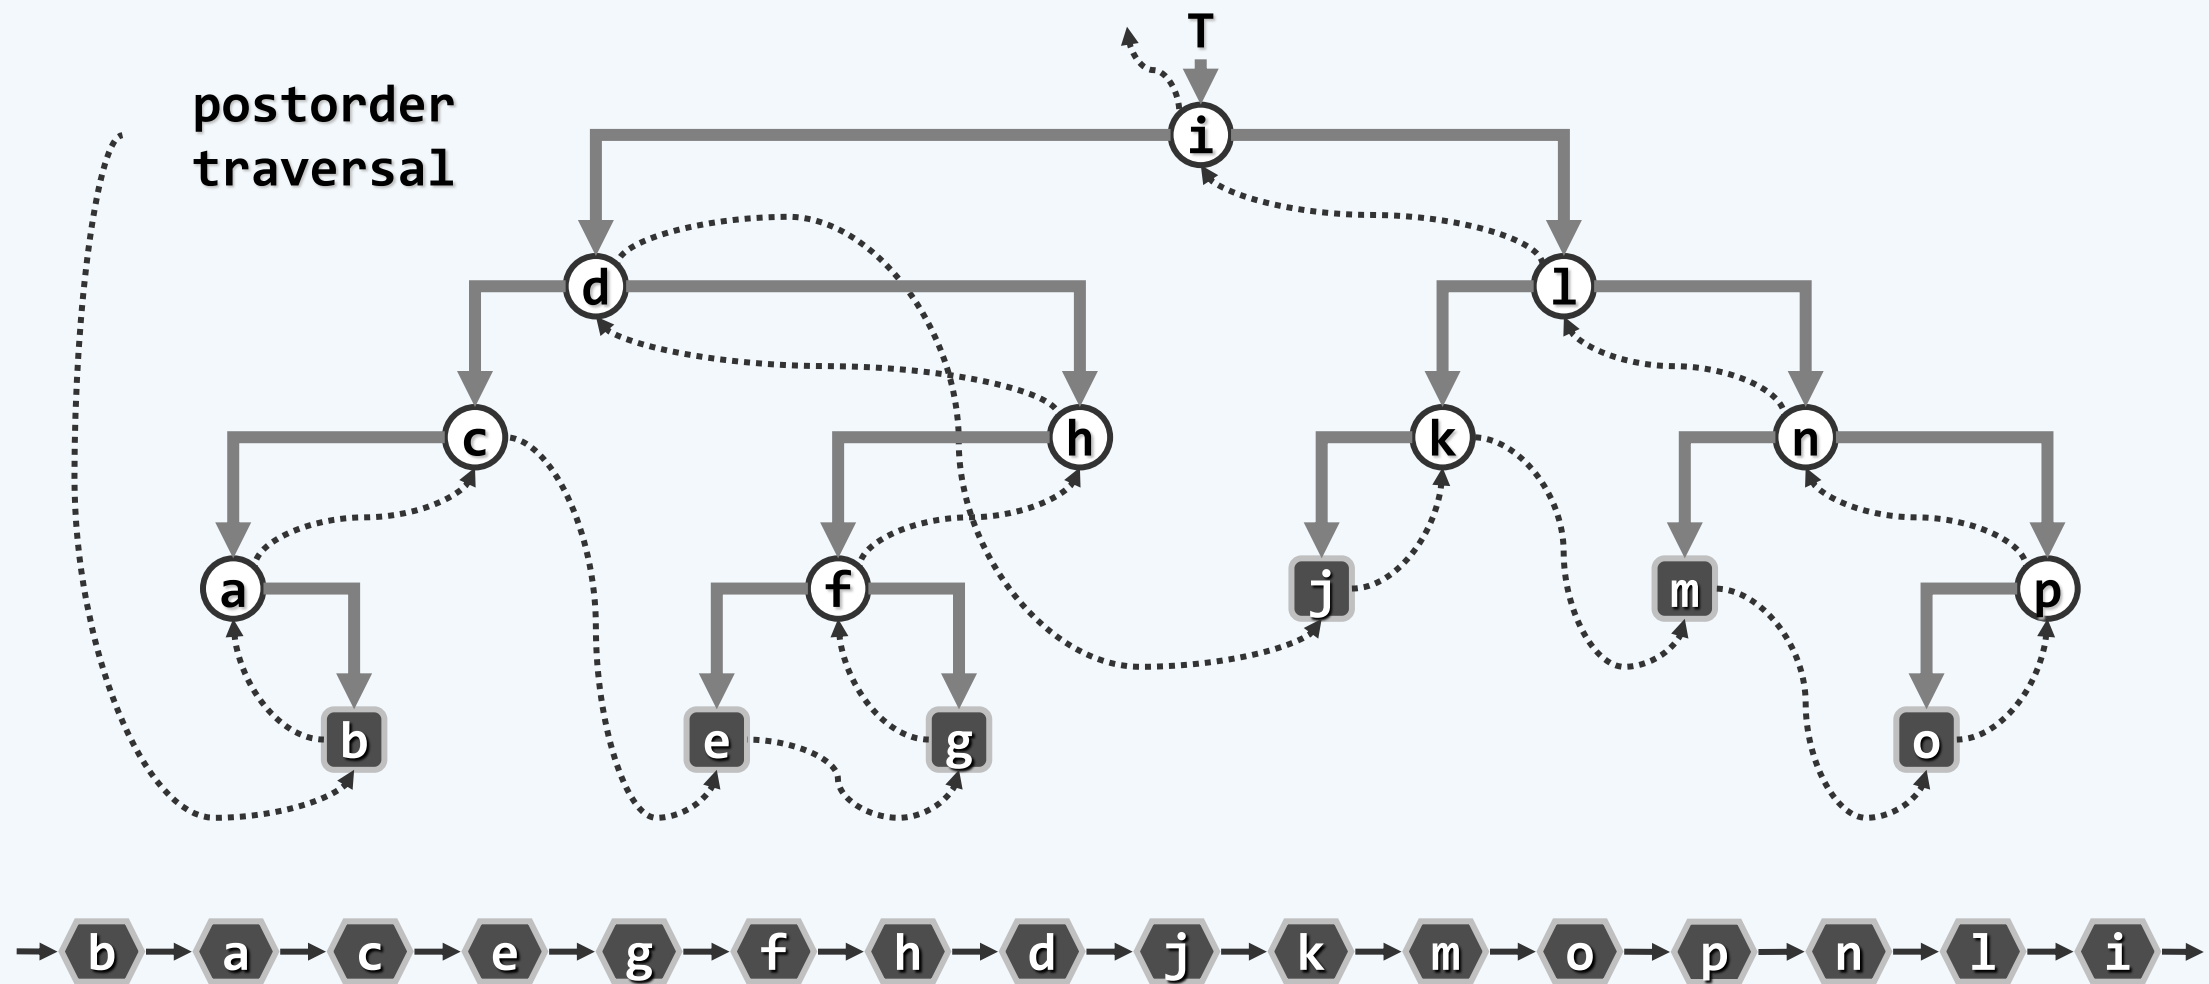 T
postorder
traversal
i
d
l
c
h
k
n
a
f
j
m
p
b
e
g
o
b a c e g f h d j k m o p n l i